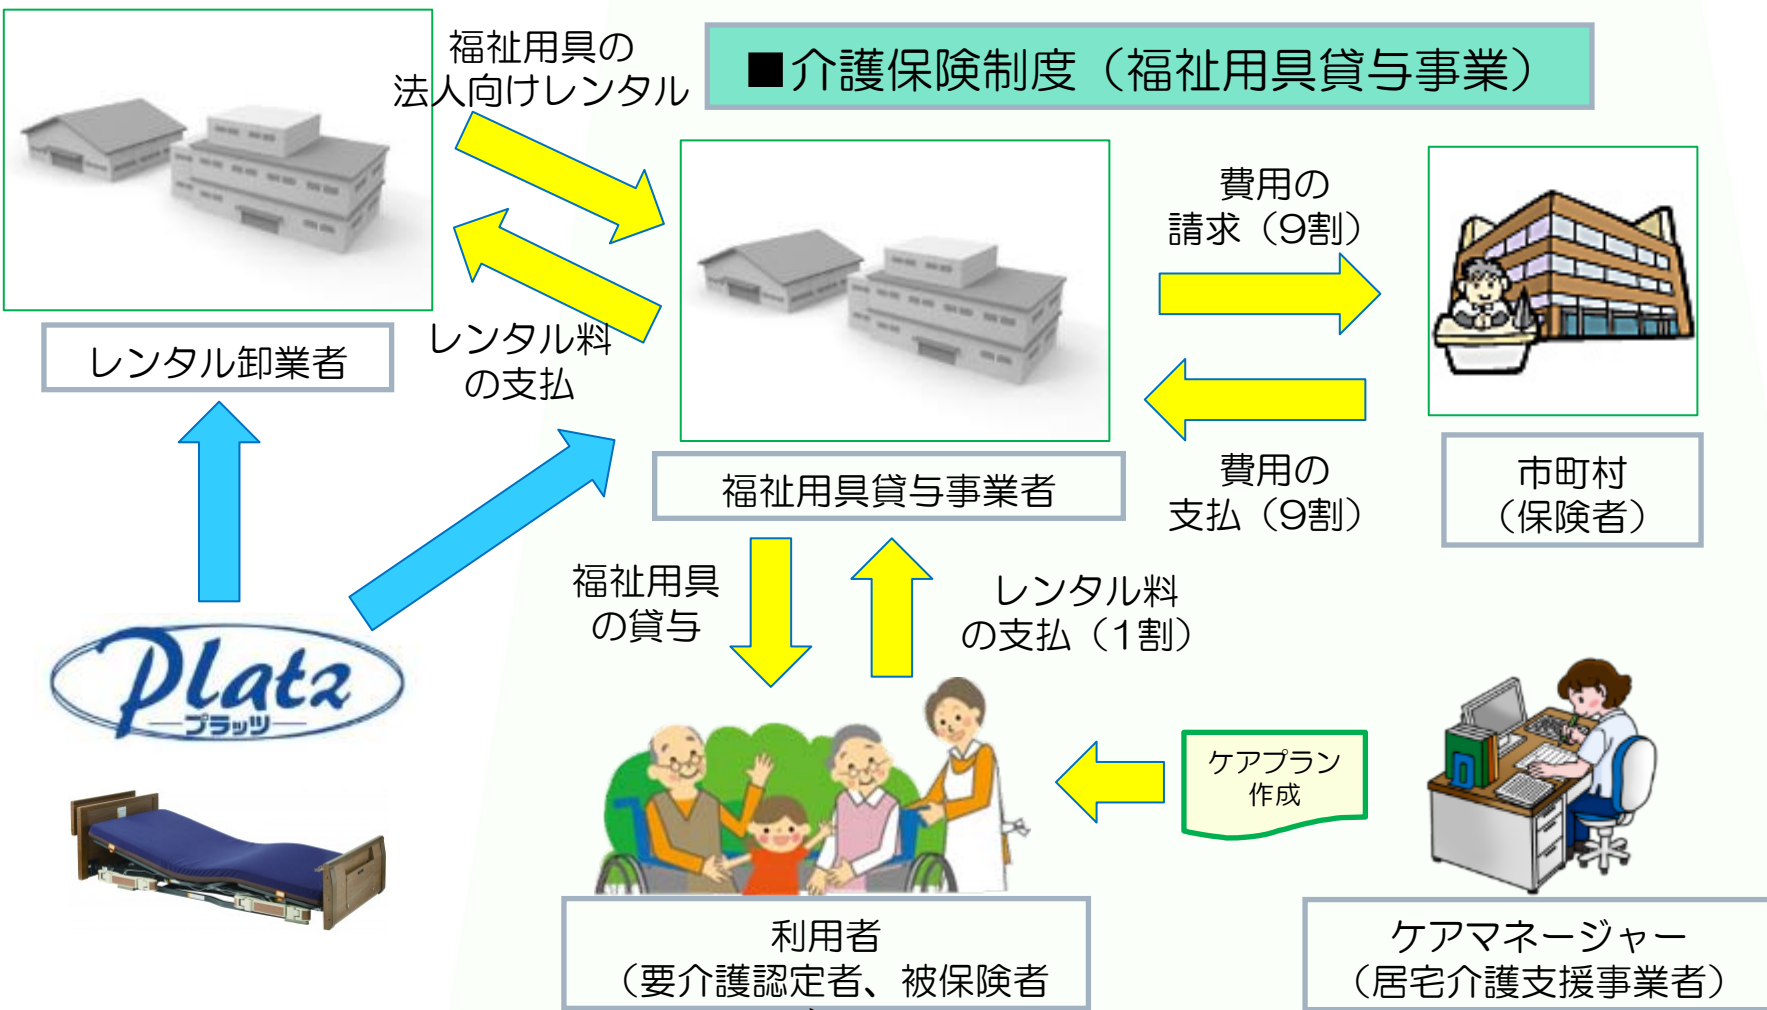 福祉用具の
法人向けレンタル
■介護保険制度（福祉用具貸与事業）
費用の
請求（9割）
レンタル卸業者
レンタル料
の支払
福祉用具貸与事業者
費用の
支払（9割）
市町村
（保険者）
福祉用具
の貸与
レンタル料
の支払（1割）
Platz
プラッツ
ケアプラン
作成
利用者
（要介護認定者、被保険者
ケアマネージャー
（居宅介護支援事業者）